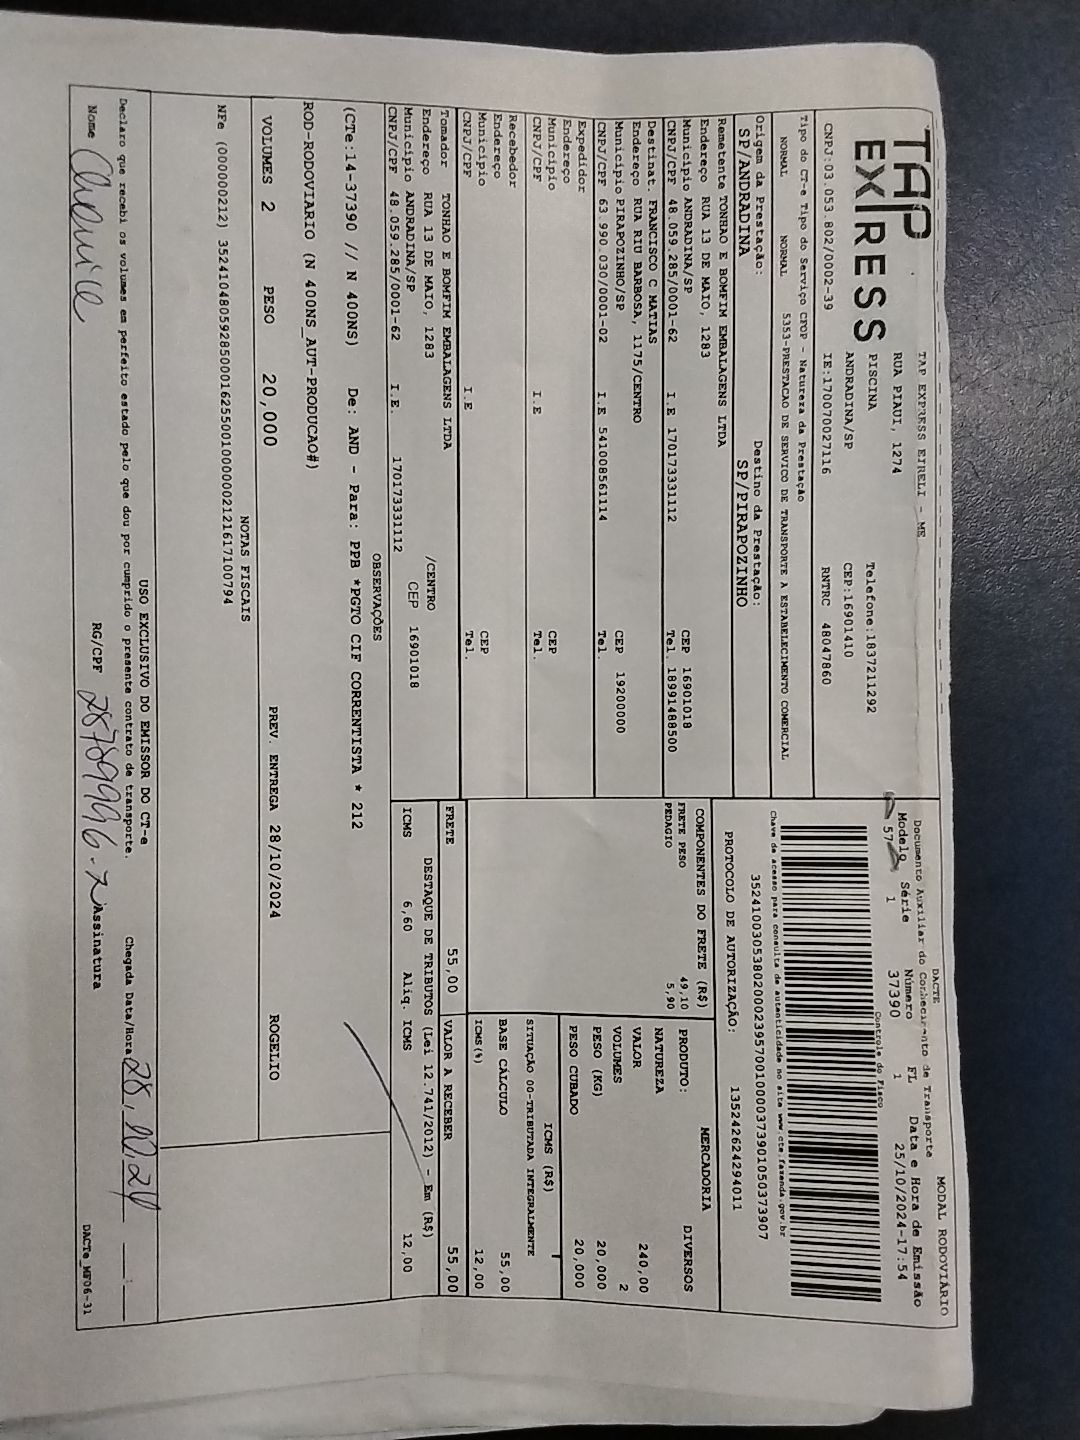 TAP EXPRESS
TAP EXPRESS EIRELI - ME
RUA PIAUI, 1274
Telefone:1837211292
PISCINA
CEP:16901410
ANDRADINA/SP
CNPJ:03.053.802/0002-39 IE:170070027116 RNTRC 48047860
Tipo do CT-e Tipo do Serviço CFOP - Natureza da Prestação
NORMAL NORMAL 5353-PRESTACAO DE SERVICO DE TRANSPORTE A ESTABELECIMENTO COMERCIAL
Origem da Prestação: Destino da Prestação:
SP/ANDRADINA SP/PIRAPOZINHO
Remetente TONHAO E BOMFIM EMBALAGENS LTDA
Endereço RUA 13 DE MAIO, 1283
Município ANDRADINA/SP CEP 16901018
CNPJ/CPF 48.059.285/0001-62 I.E 170173331112 Tel. 18991488500
Destinat. FRANCISCO C MATIAS
Endereço RUA RIU BARBOSA, 1175/CENTRO
Município PIRAPOZINHO/SP CEP 19200000
CNPJ/CPF 63.990.030/0001-02 I.E 541008561114 Tel.
Expedidor
Endereço
Município CEP
CNPJ/CPF I.E Tel.
Recebedor
Endereço
Município CEP
CNPJ/CPF I.E Tel.
Tomador TONHAO E BOMFIM EMBALAGENS LTDA
Endereço RUA 13 DE MAIO, 1283 /CENTRO
Município ANDRADINA/SP CEP 16901018
CNPJ/CPF 48.059.285/0001-62 I.E. 170173331112
DACTE MODAL RODOVIÁRIO
Documento Auxiliar do Conhecimento de Transporte
Modelo Série Número FL Data e Hora de Emissão
57 1 37390 1 25/10/2024-17:54
Controle do Fisco
Chave de acesso para consulta de autenticidade no site www.cte.fazenda.gov.br
35241003053802000239570010000373901050373907
PROTOCOLO DE AUTORIZAÇÃO: 135242624294011
COMPONENTES DO FRETE (R$)
FRETE PESO 49,10
PEDAGIO 5,90
MERCADORIA
PRODUTO: DIVERSOS
NATUREZA
VALOR 240,00
VOLUMES 2
PESO (KG) 20,000
PESO CUBADO 20,000
ICMS (R$)
SITUAÇÃO 00-TRIBUTADA INTEGRALMENTE
BASE CÁLCULO 55,00
ICMS(%) 12,00
FRETE 55,00 VALOR A RECEBER 55,00
DESTAQUE DE TRIBUTOS (Lei 12.741/2012) - Em (R$)
ICMS 6,60 Aliq. ICMS 12,00
OBSERVAÇÕES
(CTe:14-37390 // N 400NS) De: AND - Para: PPB *PGTO CIF CORRENTISTA * 212
ROD-RODOVIARIO (N 400NS_AUT-PRODUCAO#)
VOLUMES 2 PESO 20,000 PREV. ENTREGA 28/10/2024 ROGELIO
NOTAS FISCAIS
NFe (000000212) 35241048059285000162550010000002121617100794
USO EXCLUSIVO DO EMISSOR DO CT-e
Declaro que recebi os volumes em perfeito estado pelo que dou por cumprido o presente contrato de transporte. Chegada Data/Hora 28.10.24 :
Nome RG/CPF 28789996-7 Assinatura
DACTe_MF06-31